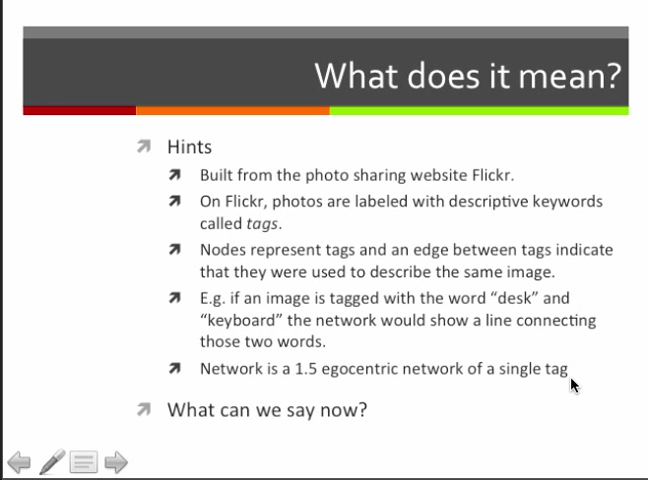 What does it mean?
Hints
Built from the photo sharing website Flickr.
On Flickr, photos are labeled with descriptive keywords
called tags.
Nodes represent tags and an edge between tags indicate
that they were used to describe the same image.
E.g. if an image is tagged with the word “desk” and
“keyboard” the network would show a line connecting
those two words.
Network is a 1.5 egocentric network of a single tag
What can we say now?